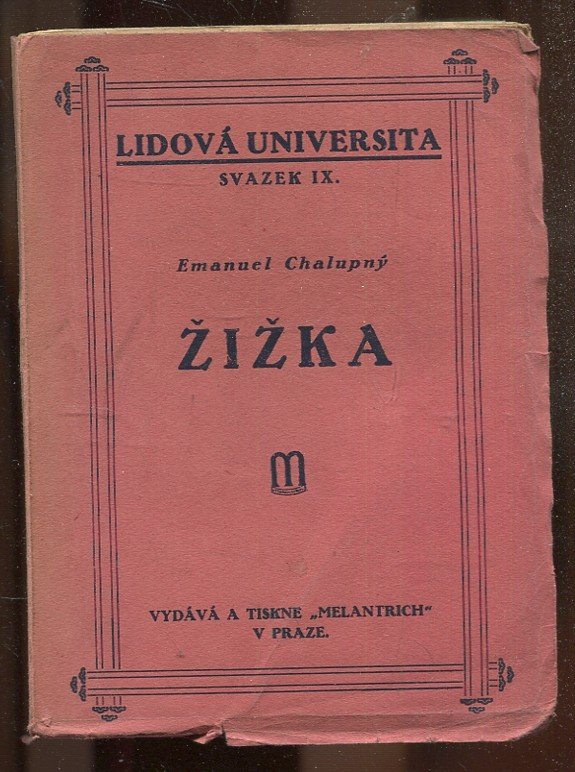 LIDOVÁ UNIVERSITA
SVAZEK IX.
Emanuel Chalupný
ŽIŽKA
M
VYDÁVÁ A TISKNE „MELANTRICH"
V PRAZE.